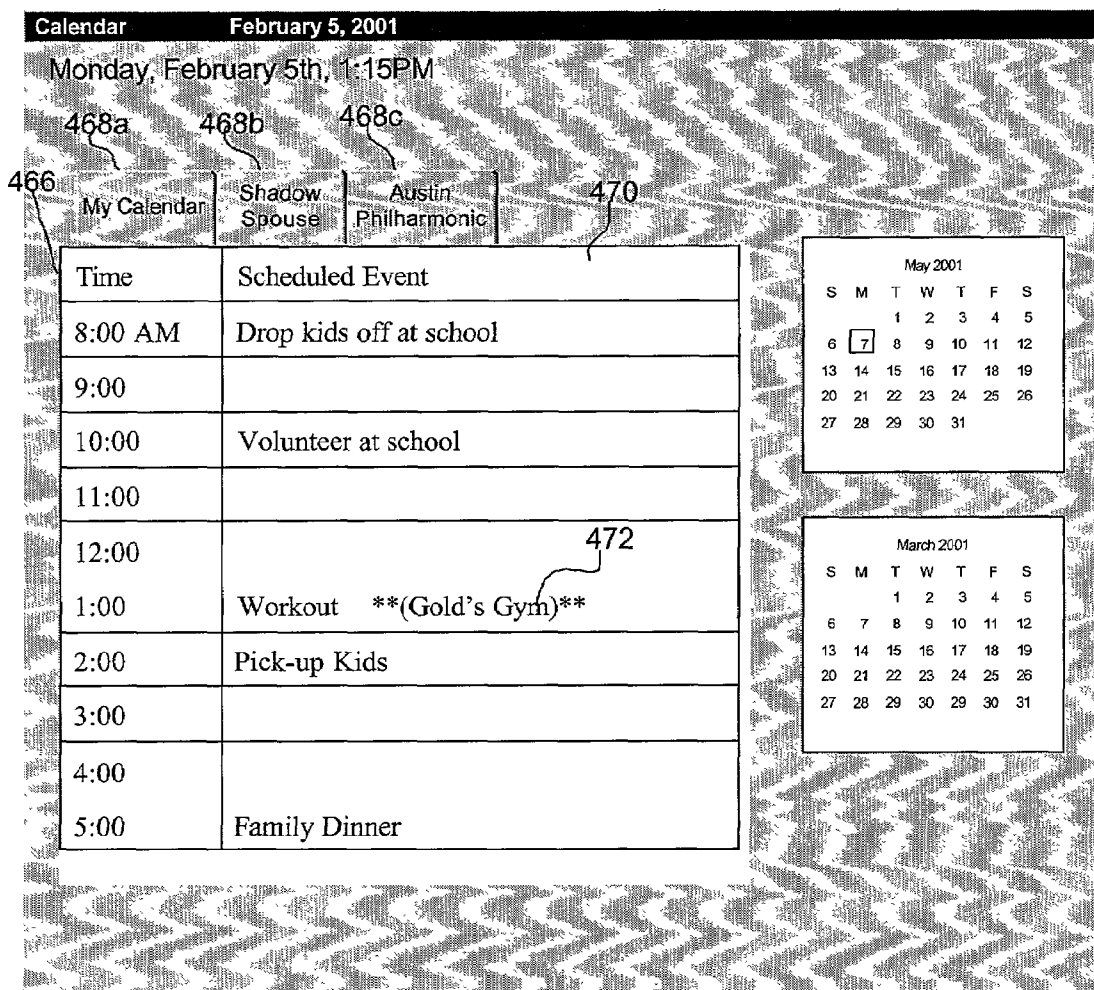 Calendar February 5, 2001
Monday, February 5th, 1:15PM
468a 468b 468c
466 My Calendar Shadow Spouse Austin Philharmonic 470
Time Scheduled Event
8:00 AM Drop kids off at school
9:00
10:00 Volunteer at school
11:00
12:00 472
1:00 Workout **(Gold's Gym)**
2:00 Pick-up Kids
3:00
4:00
5:00 Family Dinner
May 2001
S M T W T F S
1 2 3 4 5
6 7 8 9 10 11 12
13 14 15 16 17 18 19
20 21 22 23 24 25 26
27 28 29 30 31
March 2001
S M T W T F S
1 2 3 4 5
6 7 8 9 10 11 12
13 14 15 16 17 18 19
20 21 22 23 24 25 26
27 28 29 30 29 30 31